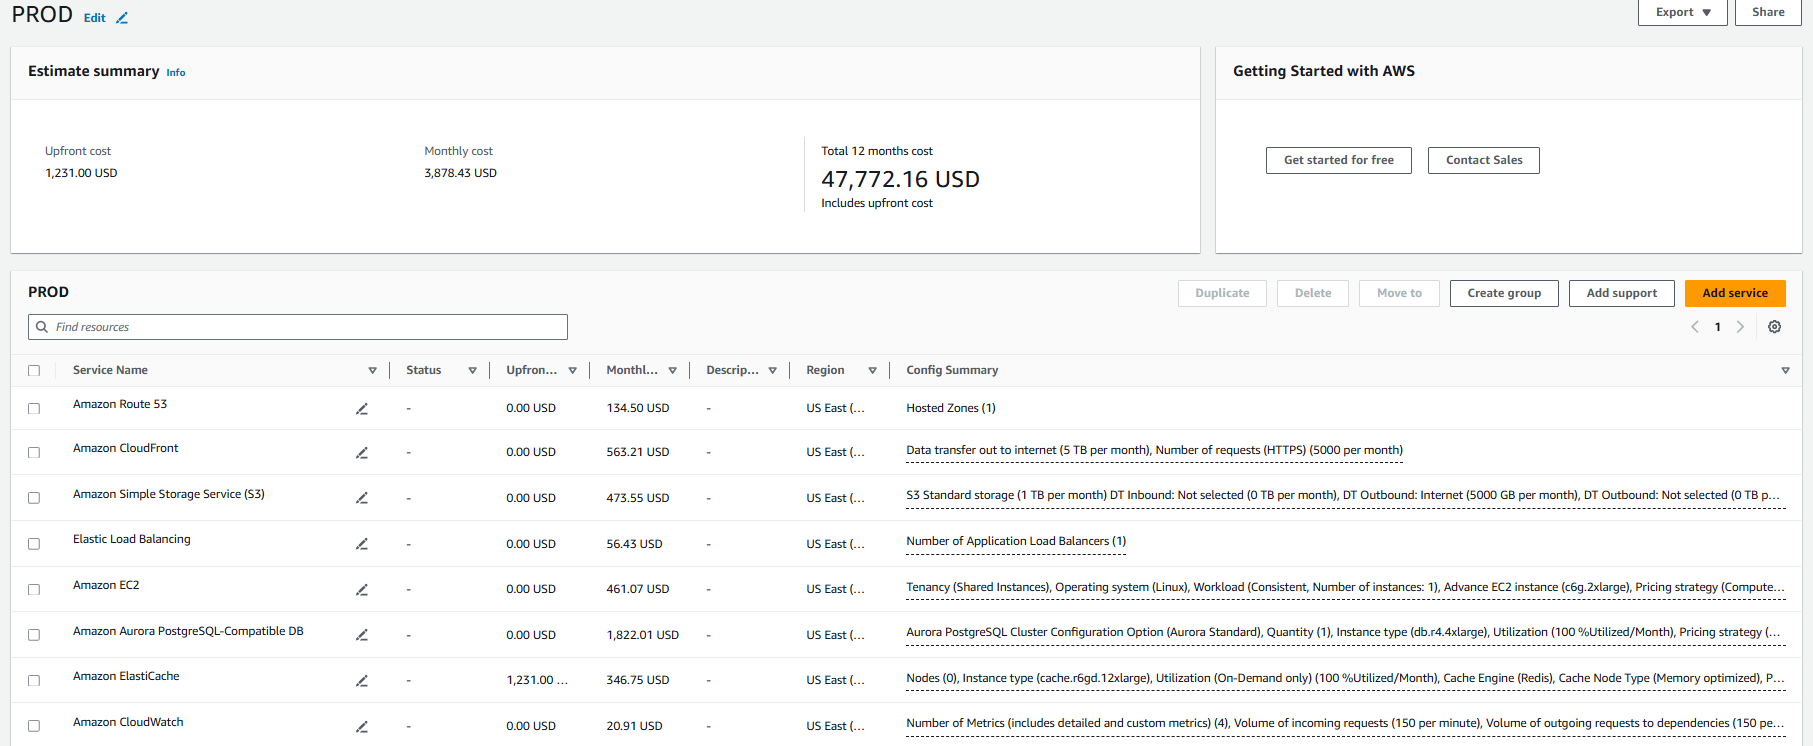 PROD Edit
Export Share
Estimate summary Info
Getting Started with AWS
Upfront cost
1,231.00 USD
Monthly cost
3,878.43 USD
Total 12 months cost
47,772.16 USD
Includes upfront cost
Get started for free
Contact Sales
PROD
Duplicate Delete Move to Create group Add support Add service
Find resources
1
Service Name Status Upfron... Monthl... Descrip... Region Config Summary
Amazon Route 53 - 0.00 USD 134.50 USD - US East (... Hosted Zones (1)
Amazon CloudFront - 0.00 USD 563.21 USD - US East (... Data transfer out to internet (5 TB per month), Number of requests (HTTPS) (5000 per month)
Amazon Simple Storage Service (S3) - 0.00 USD 473.55 USD - US East (... S3 Standard storage (1 TB per month) DT Inbound: Not selected (0 TB per month), DT Outbound: Internet (5000 GB per month), DT Outbound: Not selected (0 TB p...
Elastic Load Balancing - 0.00 USD 56.43 USD - US East (... Number of Application Load Balancers (1)
Amazon EC2 - 0.00 USD 461.07 USD - US East (... Tenancy (Shared Instances), Operating system (Linux), Workload (Consistent, Number of instances: 1), Advance EC2 instance (c6g.2xlarge), Pricing strategy (Compute...
Amazon Aurora PostgreSQL-Compatible DB - 0.00 USD 1,822.01 USD - US East (... Aurora PostgreSQL Cluster Configuration Option (Aurora Standard), Quantity (1), Instance type (db.r4.4xlarge), Utilization (100 %Utilized/Month), Pricing strategy (...
Amazon ElastiCache - 1,231.00 ... 346.75 USD - US East (... Nodes (0), Instance type (cache.r6gd.12xlarge), Utilization (On-Demand only) (100 %Utilized/Month), Cache Engine (Redis), Cache Node Type (Memory optimized), P...
Amazon CloudWatch - 0.00 USD 20.91 USD - US East (... Number of Metrics (includes detailed and custom metrics) (4), Volume of incoming requests (150 per minute), Volume of outgoing requests to dependencies (150 pe...